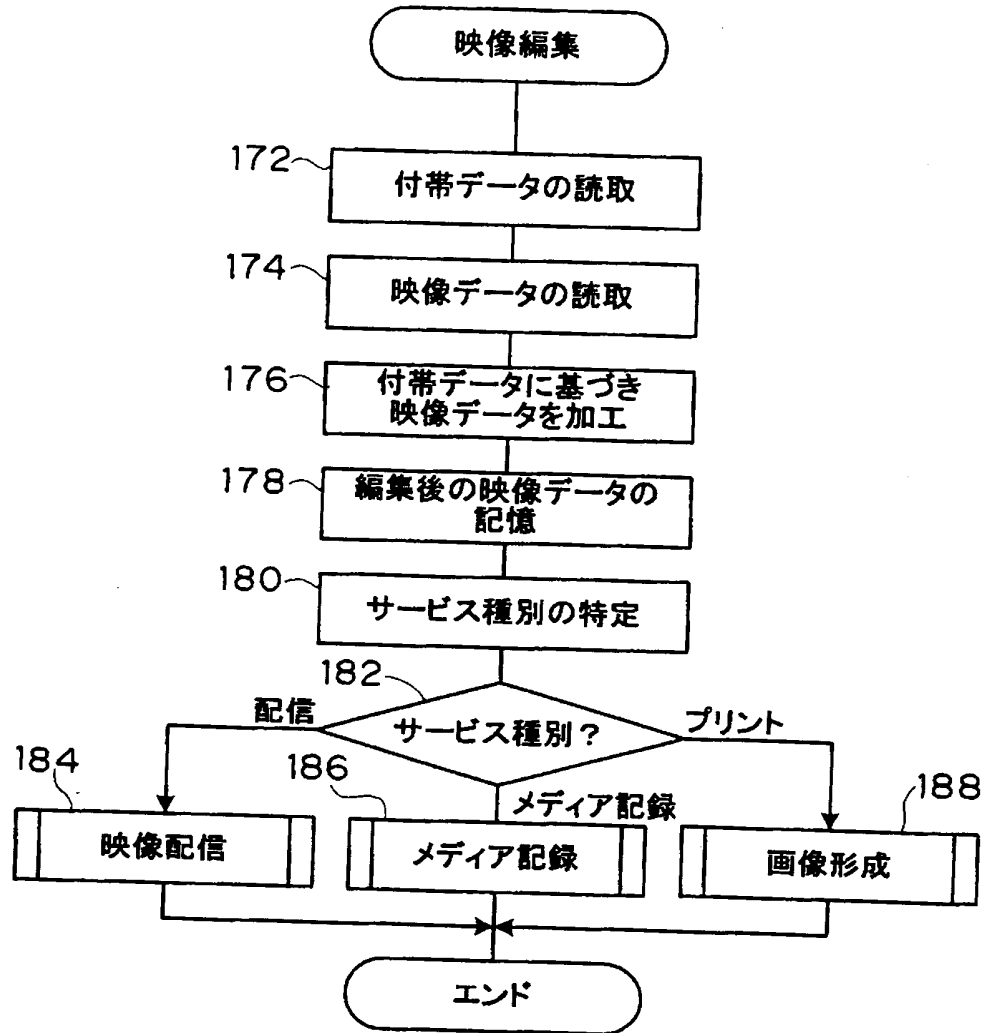 映像編集
172
付帯データの読取
174
映像データの読取
176
付帯データに基づき
映像データを加工
178
編集後の映像データの
記憶
180
サービス種別の特定
182
サービス種別？
配信
プリント
メディア記録
184
映像配信
186
メディア記録
188
画像形成
エンド